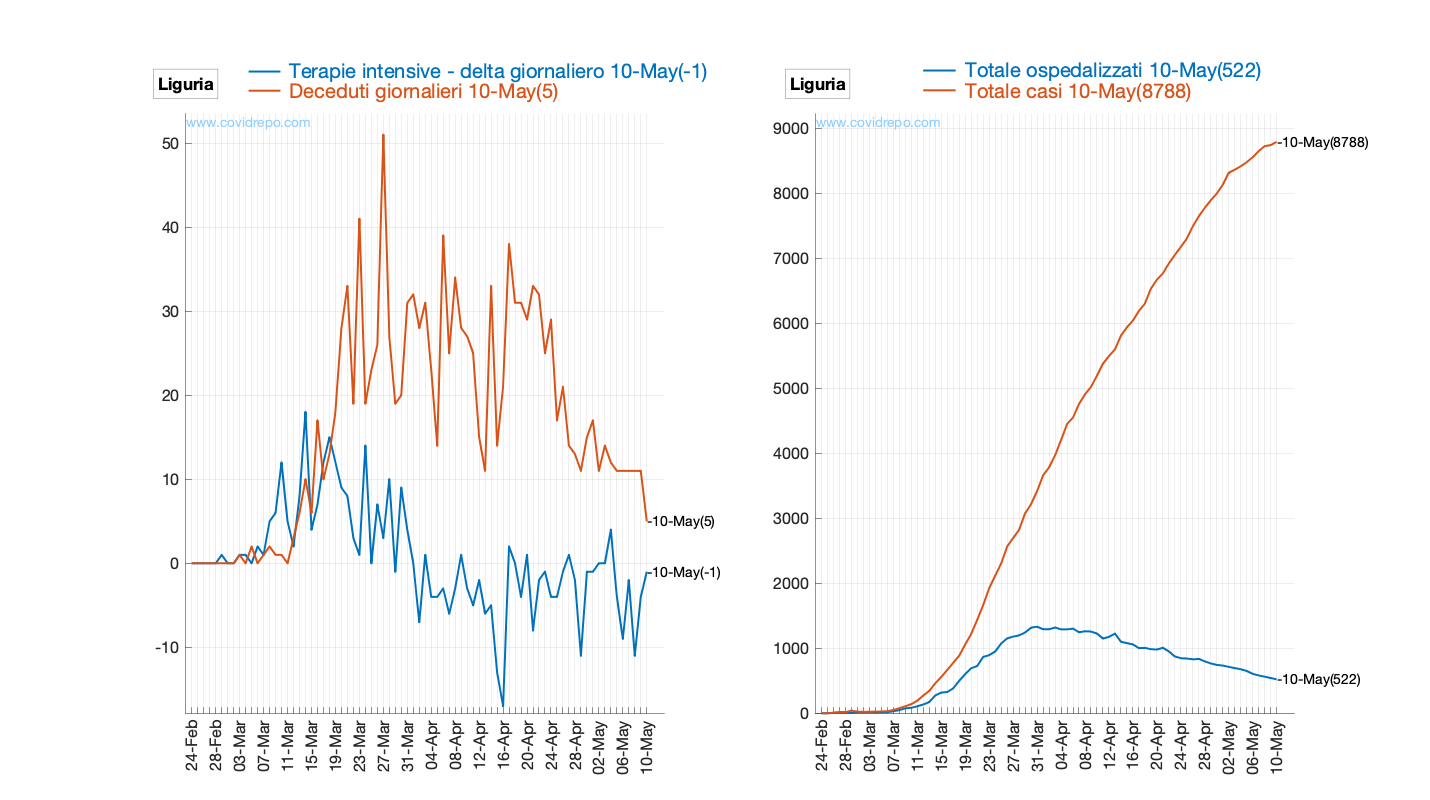 Liguria
Terapie intensive - delta giornaliero 10-May(-1)
Deceduti giornalieri 10-May(5)
www.covidrepo.com
50
40
30
20
10
0
-10
-10-May(5)
-10-May(-1)
24-Feb
28-Feb
03-Mar
07-Mar
11-Mar
15-Mar
19-Mar
23-Mar
27-Mar
31-Mar
04-Apr
08-Apr
12-Apr
16-Apr
20-Apr
24-Apr
28-Apr
02-May
06-May
10-May
Liguria
Totale ospedalizzati 10-May(522)
Totale casi 10-May(8788)
www.covidrepo.com
9000
8000
7000
6000
5000
4000
3000
2000
1000
0
-10-May(8788)
-10-May(522)
24-Feb
28-Feb
03-Mar
07-Mar
11-Mar
15-Mar
19-Mar
23-Mar
27-Mar
31-Mar
04-Apr
08-Apr
12-Apr
16-Apr
20-Apr
24-Apr
28-Apr
02-May
06-May
10-May